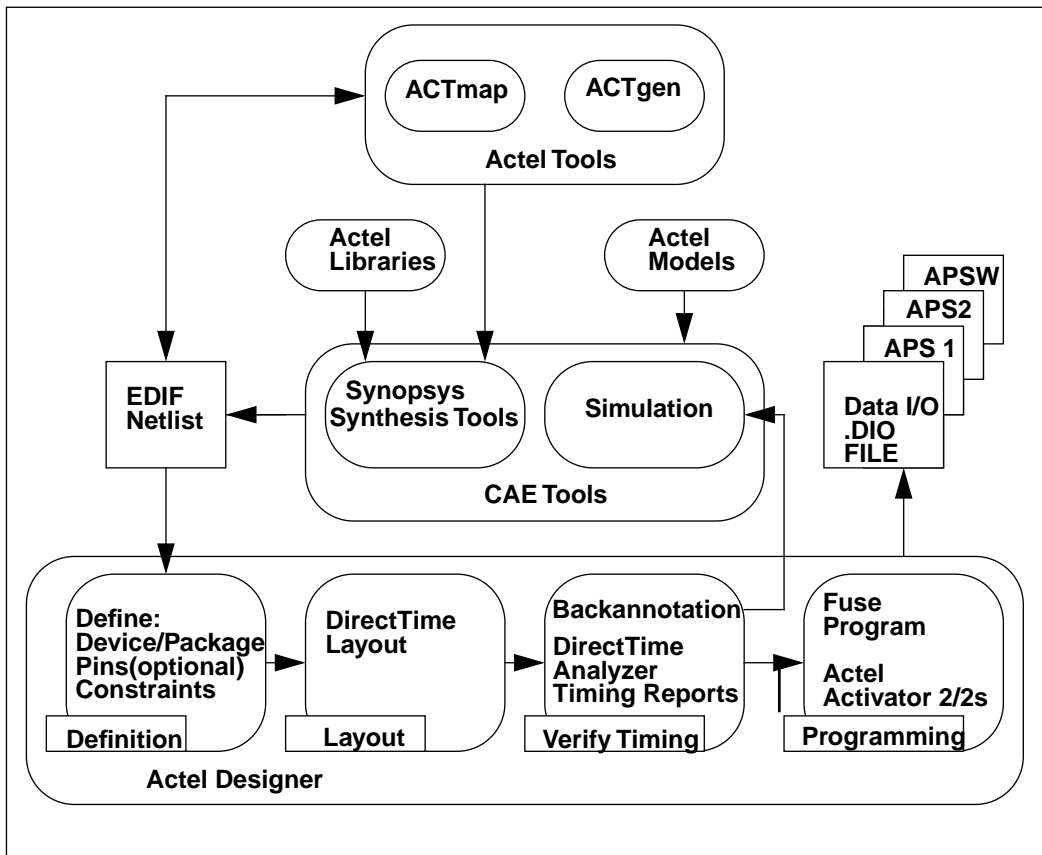 ACTmap
ACTgen
Actel Tools
Actel
Libraries
Actel
Models
APSW
APS2
APS 1
Data I/O
.DIO
FILE
EDIF
Netlist
Synopsys
Synthesis Tools
Simulation
CAE Tools
Define:
Device/Package
Pins(optional)
Constraints
Definition
DirectTime
Layout
Layout
Backannotation
DirectTime
Analyzer
Timing Reports
Verify Timing
Fuse
Program
Actel
Activator 2/2s
Programming
Actel Designer